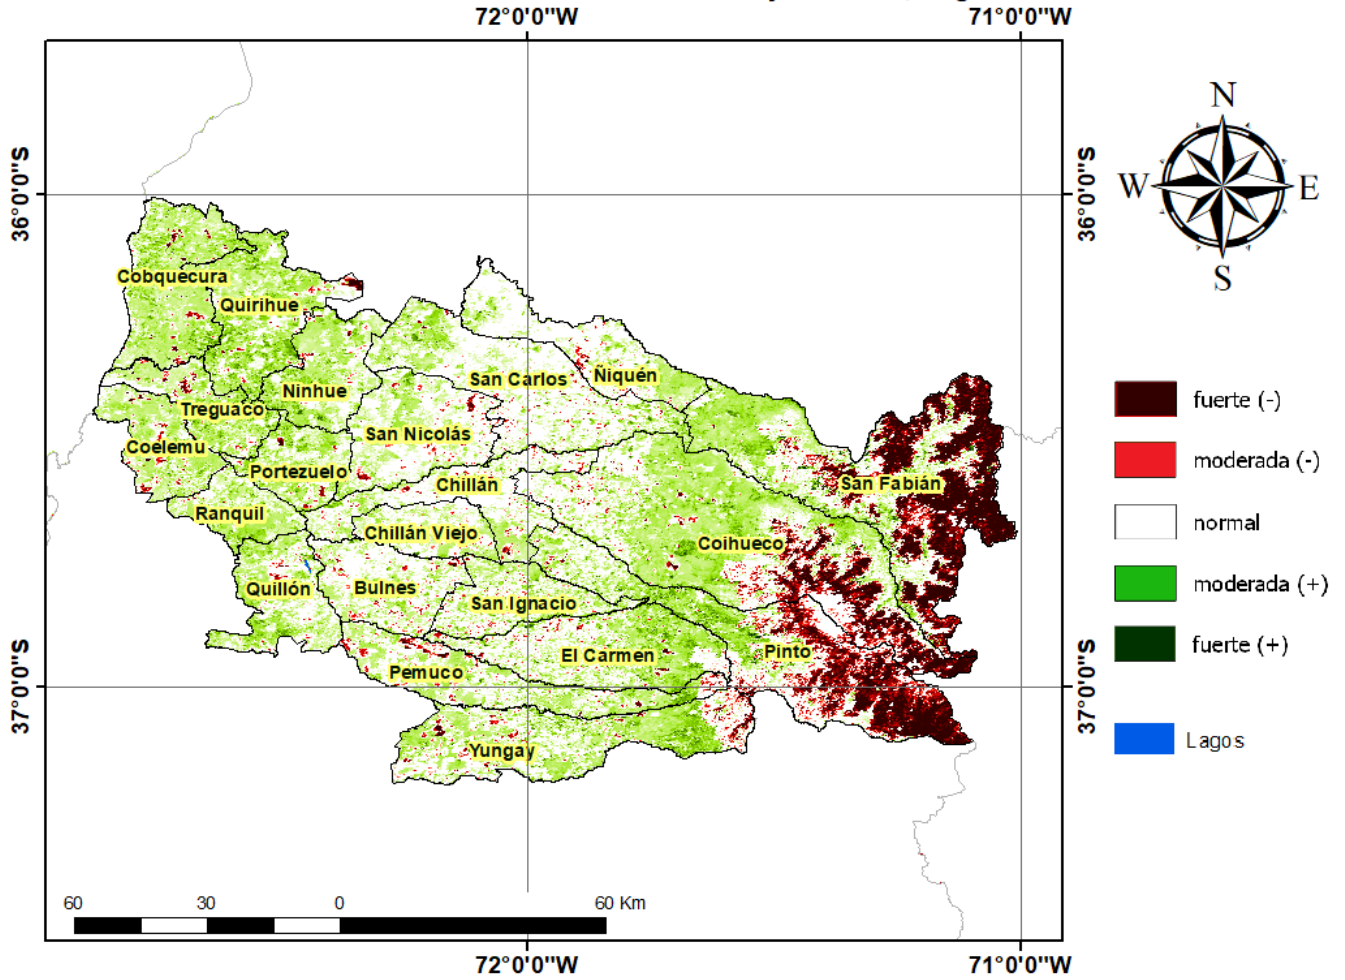 72°0'0"W
71°0'0"W
36°0'0"S
36°0'0"S
N
W
E
S
Cobquecura
Quirihue
San Carlos
Ñiquén
Ninhue
Treguaco
San Nicolás
Coelemu
Portezuelo
Chillán
San Fabián
Ranquil
Chillán Viejo
Coihueco
Quillón
Bulnes
San Ignacio
El Carmen
Pinto
Pemuco
Yungay
fuerte (-)
moderada (-)
normal
moderada (+)
fuerte (+)
Lagos
37°0'0"S
37°0'0"S
60
30
0
60 Km
72°0'0"W
71°0'0"W